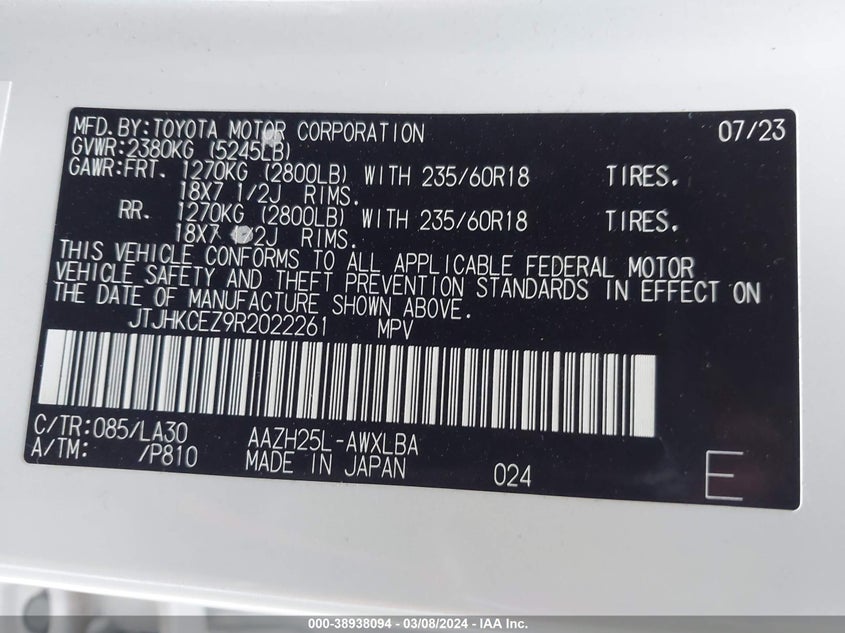 MFD.BY:TOYOTA MOTOR CORPORATION 07/23
GVWR:2380KG (5245LB)
GAWR:FRT. 1270KG (2800LB) WITH 235/60R18 TIRES.
18X7 1/2J RIMS.
RR. 1270KG (2800LB) WITH 235/60R18 TIRES.
18X7 1/2J RIMS.
THIS VEHICLE CONFORMS TO ALL APPLICABLE FEDERAL MOTOR
VEHICLE SAFETY AND THEFT PREVENTION STANDARDS IN EFFECT ON
THE DATE OF MANUFACTURE SHOWN ABOVE.
JTJHKCEZ9R2022261 MPV
C/TR:085/LA30 AAZH25L-AWXLBA
A/TM: /P810 MADE IN JAPAN 024 E
000-38938094 - 03/08/2024 - IAA Inc.